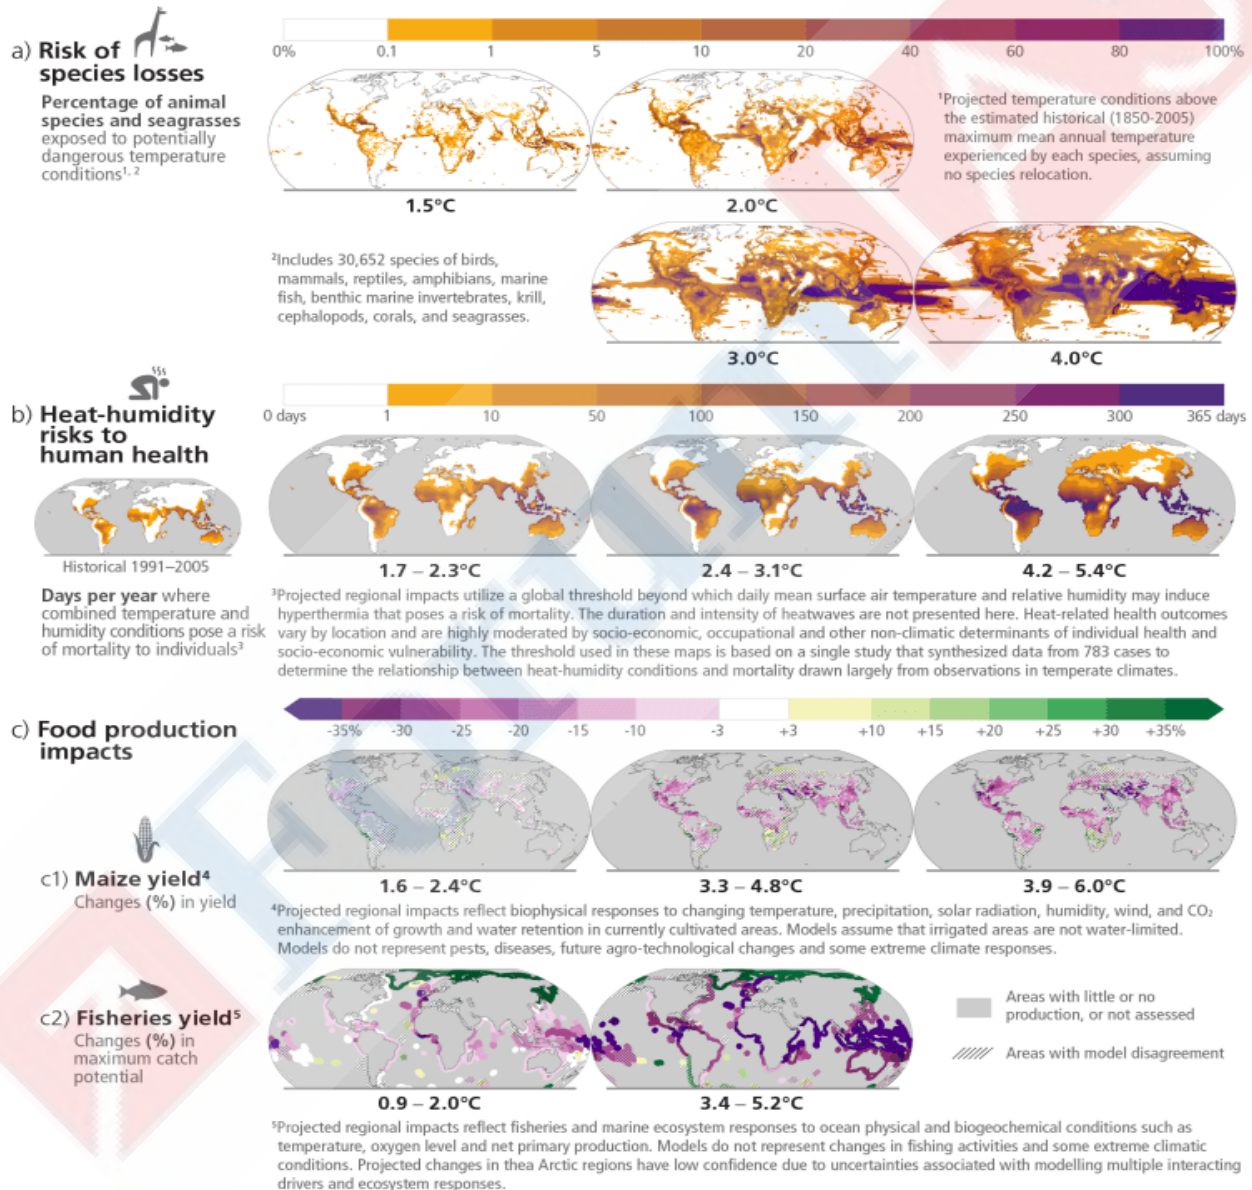 a) Risk of
species losses
Percentage of animal
species and seagrasses
exposed to potentially
dangerous temperature
conditions¹, ²
0% 0.1 1 5 10 20 40 60 80 100%
¹Projected temperature conditions above
the estimated historical (1850-2005)
maximum mean annual temperature
experienced by each species, assuming
no species relocation.
1.5°C 2.0°C
²Includes 30,652 species of birds,
mammals, reptiles, amphibians, marine
fish, benthic marine invertebrates, krill,
cephalopods, corals, and seagrasses.
3.0°C 4.0°C
b) Heat-humidity
risks to
human health
0 days 1 10 50 100 150 200 250 300 365 days
Historical 1991–2005
Days per year where
combined temperature and
humidity conditions pose a risk
of mortality to individuals³
1.7 – 2.3°C 2.4 – 3.1°C 4.2 – 5.4°C
³Projected regional impacts utilize a global threshold beyond which daily mean surface air temperature and relative humidity may induce
hyperthermia that poses a risk of mortality. The duration and intensity of heatwaves are not presented here. Heat-related health outcomes
vary by location and are highly moderated by socio-economic, occupational and other non-climatic determinants of individual health and
socio-economic vulnerability. The threshold used in these maps is based on a single study that synthesized data from 783 cases to
determine the relationship between heat-humidity conditions and mortality drawn largely from observations in temperate climates.
c) Food production
impacts
-35% -30 -25 -20 -15 -10 -3 +3 +10 +15 +20 +25 +30 +35%
c1) Maize yield⁴
Changes (%) in yield
1.6 – 2.4°C 3.3 – 4.8°C 3.9 – 6.0°C
⁴Projected regional impacts reflect biophysical responses to changing temperature, precipitation, solar radiation, humidity, wind, and CO₂
enhancement of growth and water retention in currently cultivated areas. Models assume that irrigated areas are not water-limited.
Models do not represent pests, diseases, future agro-technological changes and some extreme climate responses.
c2) Fisheries yield⁵
Changes (%) in
maximum catch
potential
0.9 – 2.0°C 3.4 – 5.2°C
Areas with little or no
production, or not assessed
Areas with model disagreement
⁵Projected regional impacts reflect fisheries and marine ecosystem responses to ocean physical and biogeochemical conditions such as
temperature, oxygen level and net primary production. Models do not represent changes in fishing activities and some extreme climatic
conditions. Projected changes in thea Arctic regions have low confidence due to uncertainties associated with modelling multiple interacting
drivers and ecosystem responses.
Forum
IAS